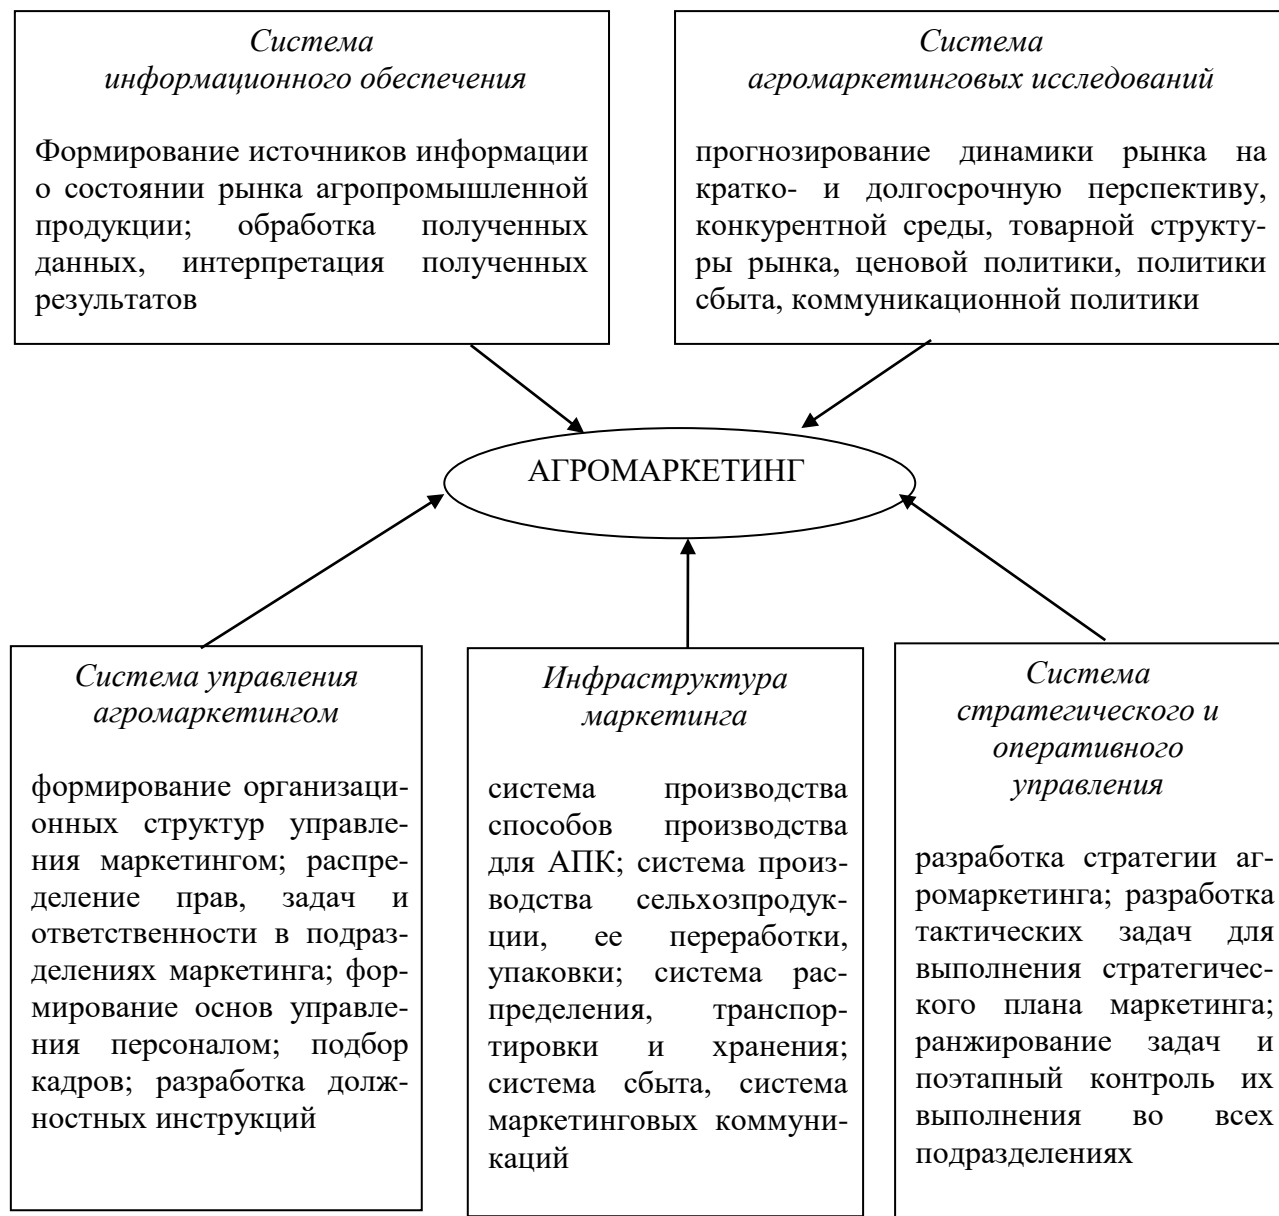 Система
информационного обеспечения
Формирование источников информации
о состоянии рынка агропромышленной
продукции; обработка полученных
данных, интерпретация полученных
результатов
Система
агромаркетинговых исследований
прогнозирование динамики рынка на
кратко- и долгосрочную перспективу,
конкурентной среды, товарной структу-
ры рынка, ценовой политики, политики
сбыта, коммуникационной политики
АГРОМАРКЕТИНГ
Система управления
агромаркетингом
формирование организаци-
онных структур управле-
ния маркетингом; распре-
деление прав, задач и
ответственности в подраз-
делениях маркетинга; фор-
мирование основ управле-
ния персоналом; подбор
кадров; разработка долж-
ностных инструкций
Инфраструктура
маркетинга
система производства
способов производства
для АПК; система произ-
водства сельхозпродук-
ции, ее переработки,
упаковки; система рас-
пределения, транспор-
тировки и хранения;
система сбыта, система
маркетинговых коммуни-
каций
Система
стратегического и
оперативного
управления
разработка стратегии аг-
ромаркетинга; разработка
тактических задач для
выполнения стратегичес-
кого плана маркетинга;
ранжирование задач и
поэтапный контроль их
выполнения во всех
подразделениях